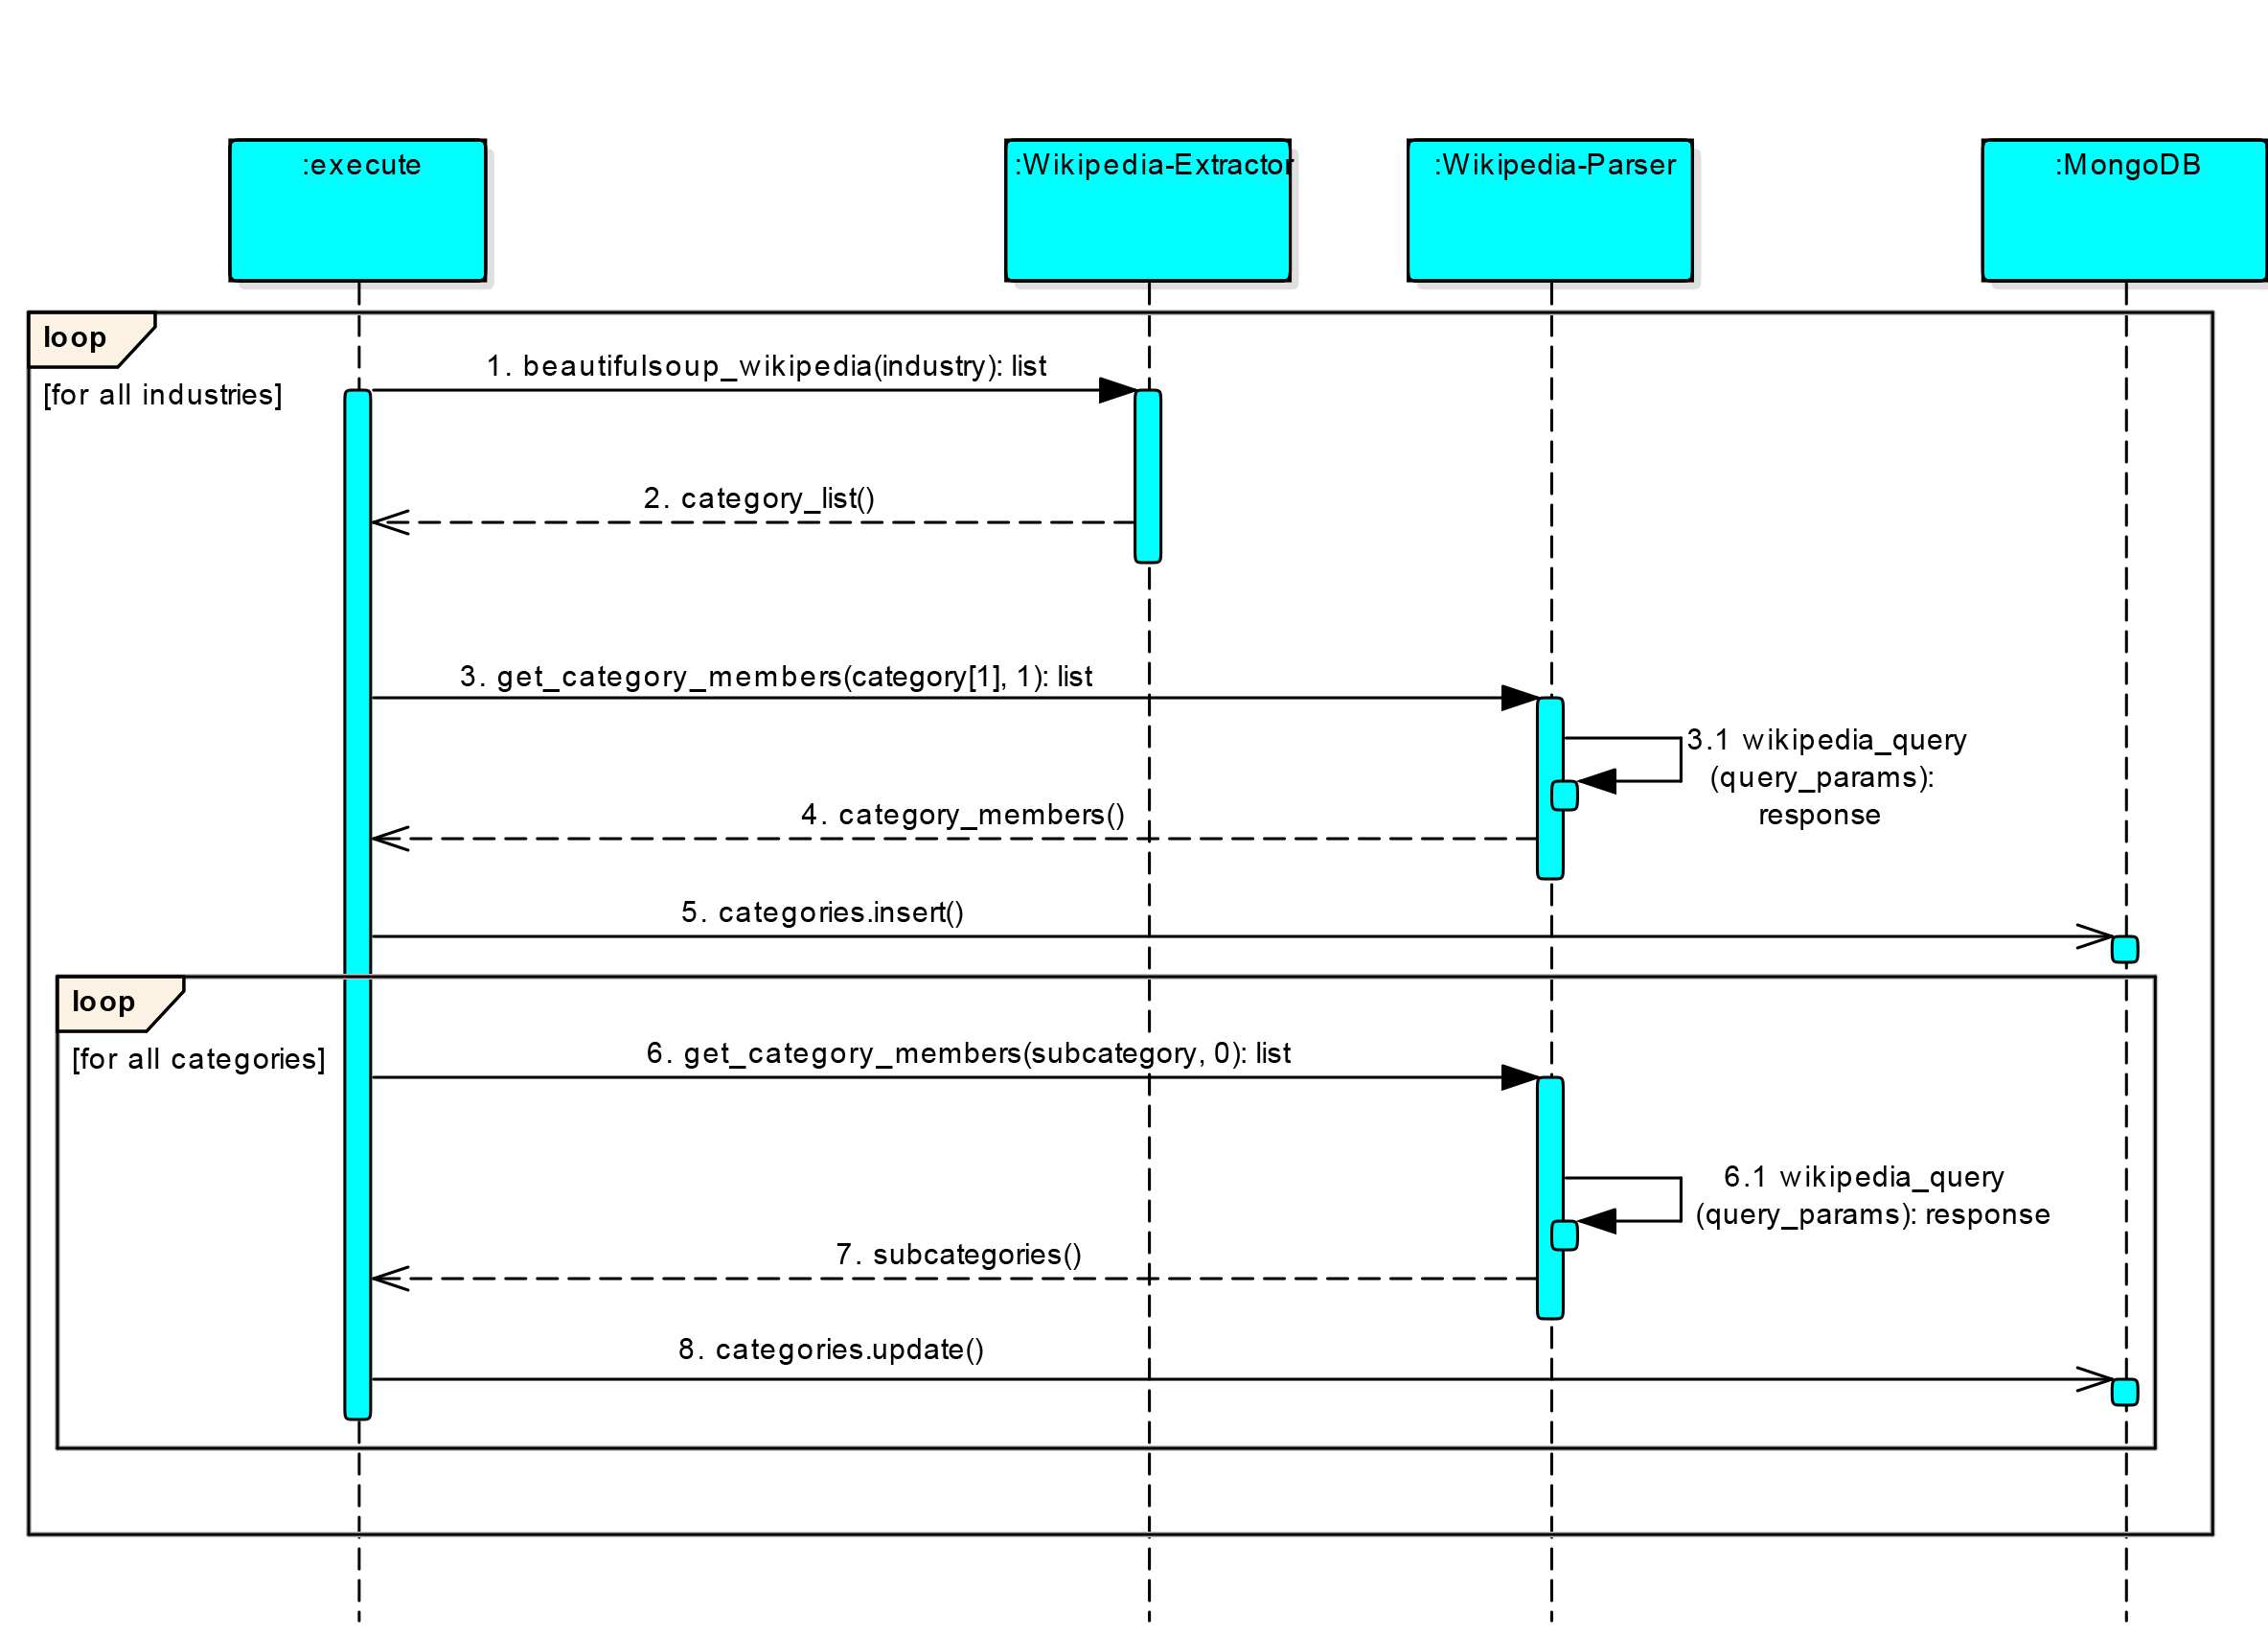 :execute
:Wikipedia-Extractor
:Wikipedia-Parser
:MongoDB
loop
[for all industries]
1. beautifulsoup_wikipedia(industry): list
2. category_list()
3. get_category_members(category[1], 1): list
3.1 wikipedia_query
(query_params):
response
4. category_members()
5. categories.insert()
loop
[for all categories]
6. get_category_members(subcategory, 0): list
6.1 wikipedia_query
(query_params): response
7. subcategories()
8. categories.update()